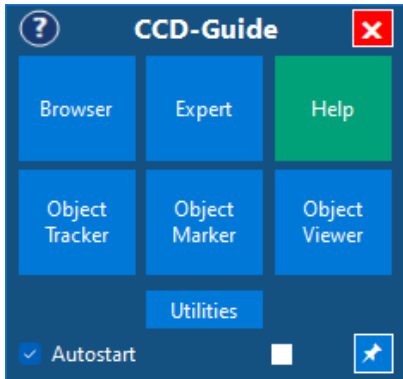 ? CCD-Guide
Browser Expert Help
Object Object Object
Tracker Marker Viewer
Utilities
Autostart